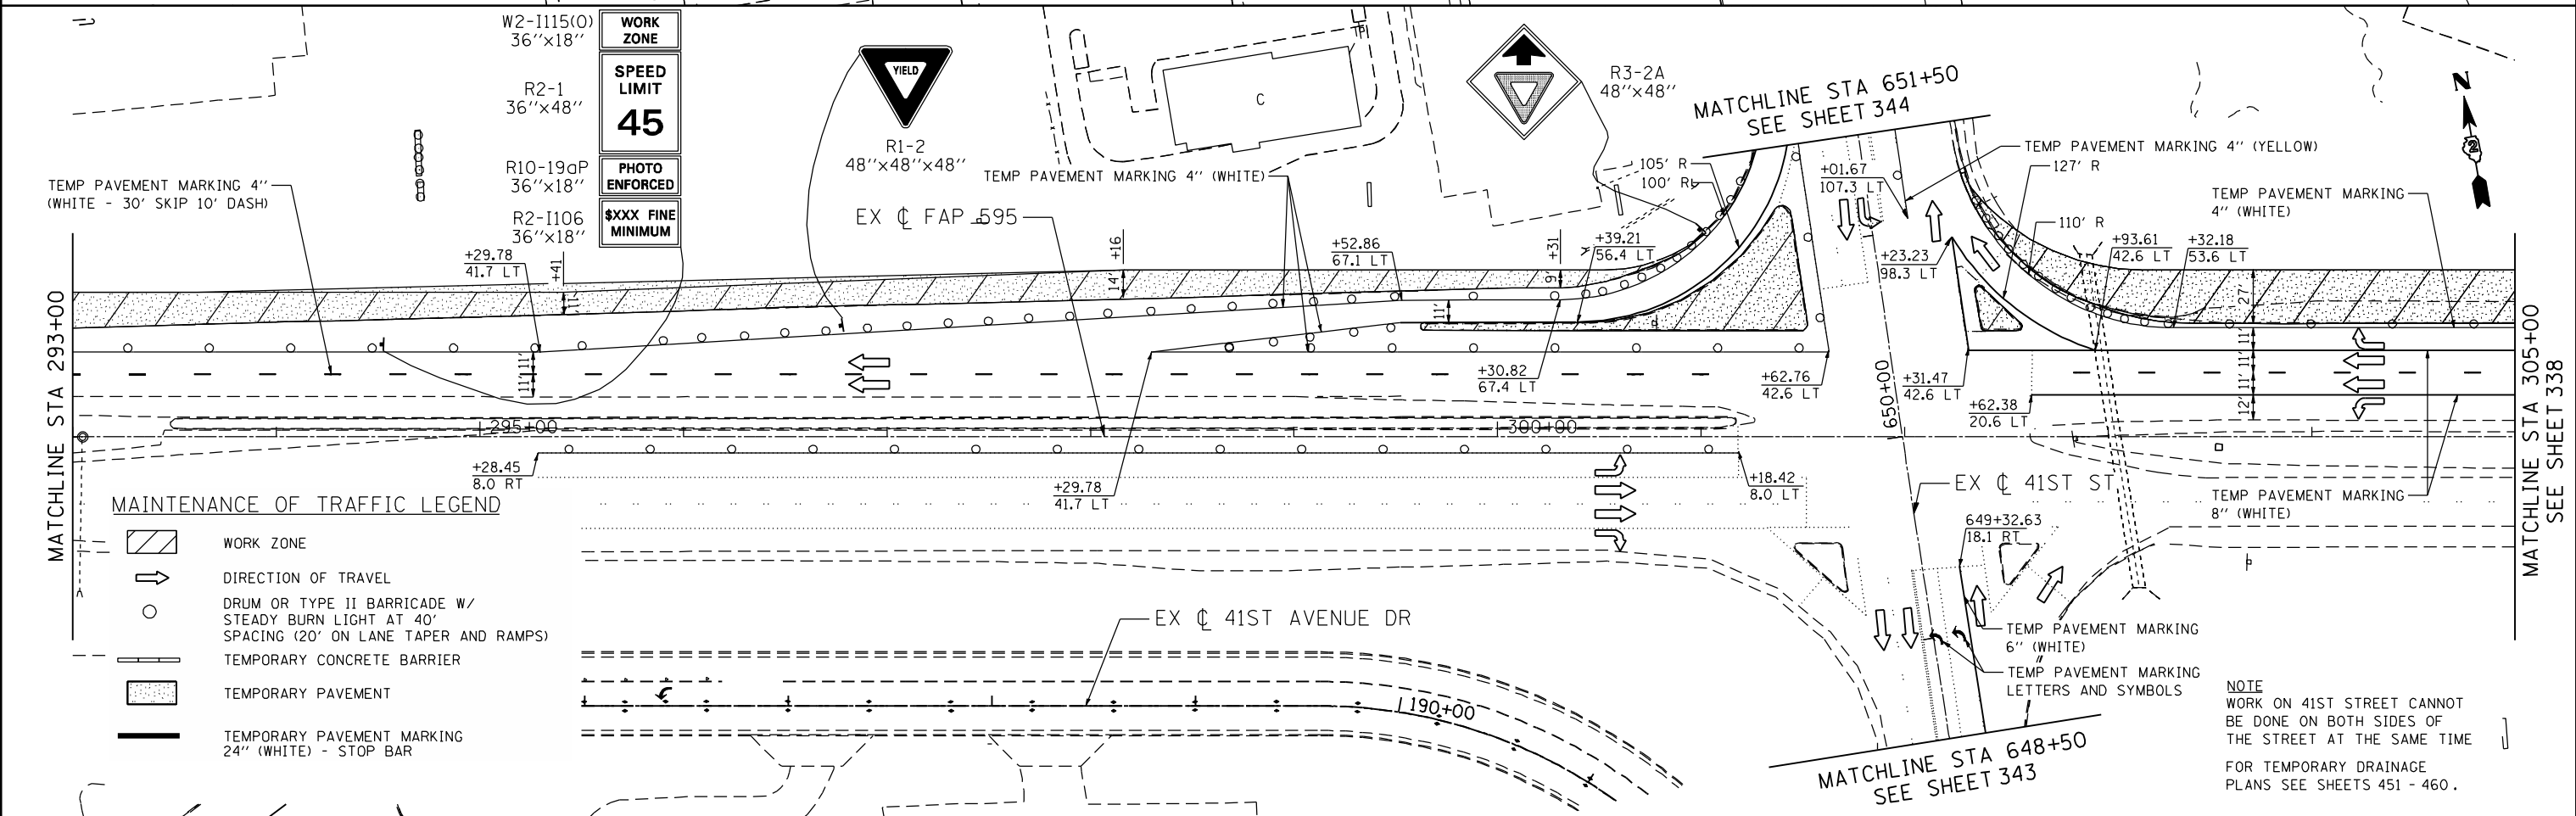 W2-I115(O)
36''x18''
WORK
ZONE
R2-1
36''x48''
SPEED
LIMIT
45
R10-19aP
36''x18''
PHOTO
ENFORCED
R2-I106
36''x18''
$XXX FINE
MINIMUM
YIELD
R1-2
48''x48''x48''
C
R3-2A
48''x48''
MATCHLINE STA 651+50
SEE SHEET 344
N
2
TEMP PAVEMENT MARKING 4''
(WHITE - 30' SKIP 10' DASH)
TEMP PAVEMENT MARKING 4'' (WHITE)
EX ℄ FAP 595
105' R
100' R
+01.67
107.3 LT
TEMP PAVEMENT MARKING 4'' (YELLOW)
127' R
110' R
TEMP PAVEMENT MARKING
4'' (WHITE)
+29.78
41.7 LT
+41
11'
+16
14'
+52.86
67.1 LT
+31
9'
+39.21
56.4 LT
+23.23
98.3 LT
+93.61
42.6 LT
+32.18
53.6 LT
27'
11'
11' 11'
11'
11'
11'
12'
+30.82
67.4 LT
+62.76
42.6 LT
+31.47
42.6 LT
+62.38
20.6 LT
MATCHLINE STA 293+00
295+00
300+00
650+00
MATCHLINE STA 305+00
SEE SHEET 338
+28.45
8.0 RT
+29.78
41.7 LT
+18.42
8.0 LT
EX ℄ 41ST ST
TEMP PAVEMENT MARKING
8'' (WHITE)
649+32.63
18.1 RT
MAINTENANCE OF TRAFFIC LEGEND
WORK ZONE
DIRECTION OF TRAVEL
DRUM OR TYPE II BARRICADE W/
STEADY BURN LIGHT AT 40'
SPACING (20' ON LANE TAPER AND RAMPS)
TEMPORARY CONCRETE BARRIER
TEMPORARY PAVEMENT
TEMPORARY PAVEMENT MARKING
24'' (WHITE) - STOP BAR
EX ℄ 41ST AVENUE DR
190+00
TEMP PAVEMENT MARKING
6'' (WHITE)
TEMP PAVEMENT MARKING
LETTERS AND SYMBOLS
MATCHLINE STA 648+50
SEE SHEET 343
NOTE
WORK ON 41ST STREET CANNOT
BE DONE ON BOTH SIDES OF
THE STREET AT THE SAME TIME
FOR TEMPORARY DRAINAGE
PLANS SEE SHEETS 451 - 460.